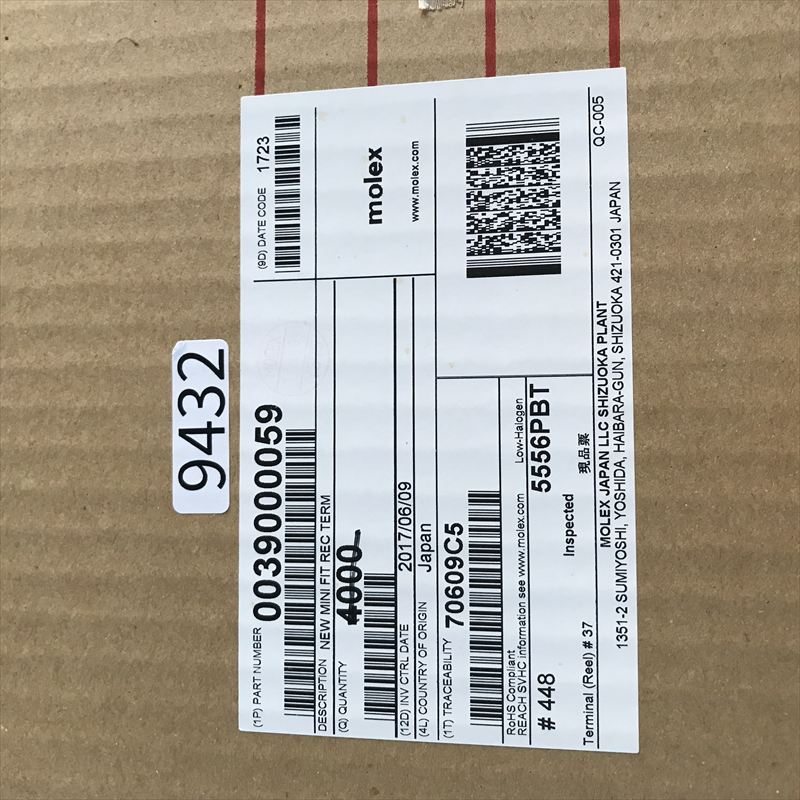 9432
(1P) PART NUMBER 0039000059
(9D) DATE CODE 1723
DESCRIPTION NEW MINI FIT REC TERM
(Q) QUANTITY 4000
molex
www.molex.com
(12D) INV CTRL DATE 2017/06/09
(4L) COUNTRY OF ORIGIN Japan
(1T) TRACEABILITY 70609C5
RoHS Compliant
REACH SVHC information see www.molex.com Low-Halogen
# 448 5556PBT
Inspected 現品票
Terminal (Reel) # 37
MOLEX JAPAN LLC SHIZUOKA PLANT QC-005
1351-2 SUMIYOSHI, YOSHIDA, HAIBARA-GUN, SHIZUOKA 421-0301 JAPAN